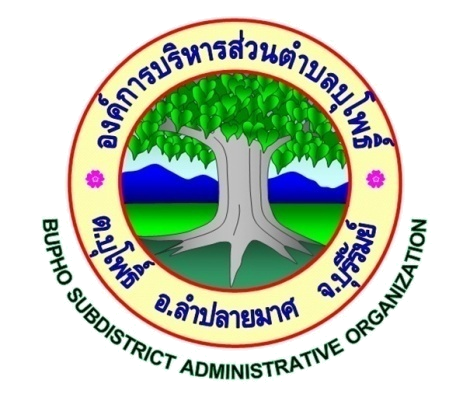 องค์การบริหารส่วนตำบลบุโพธิ์
ต.บุโพธิ์ อ.ลำปลายมาศ จ.บุรีรัมย์
BUPHO SUBDISTRICT ADMINISTRATIVE ORGANIZATION